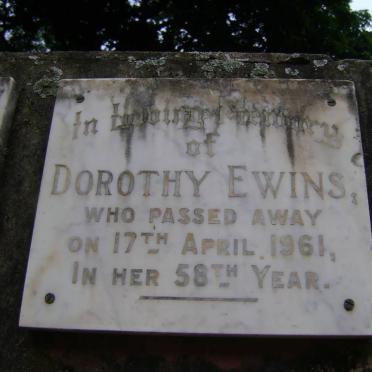 In loving memory
of
DOROTHY EWINS,
WHO PASSED AWAY
ON 17TH APRIL 1961,
IN HER 58TH YEAR.